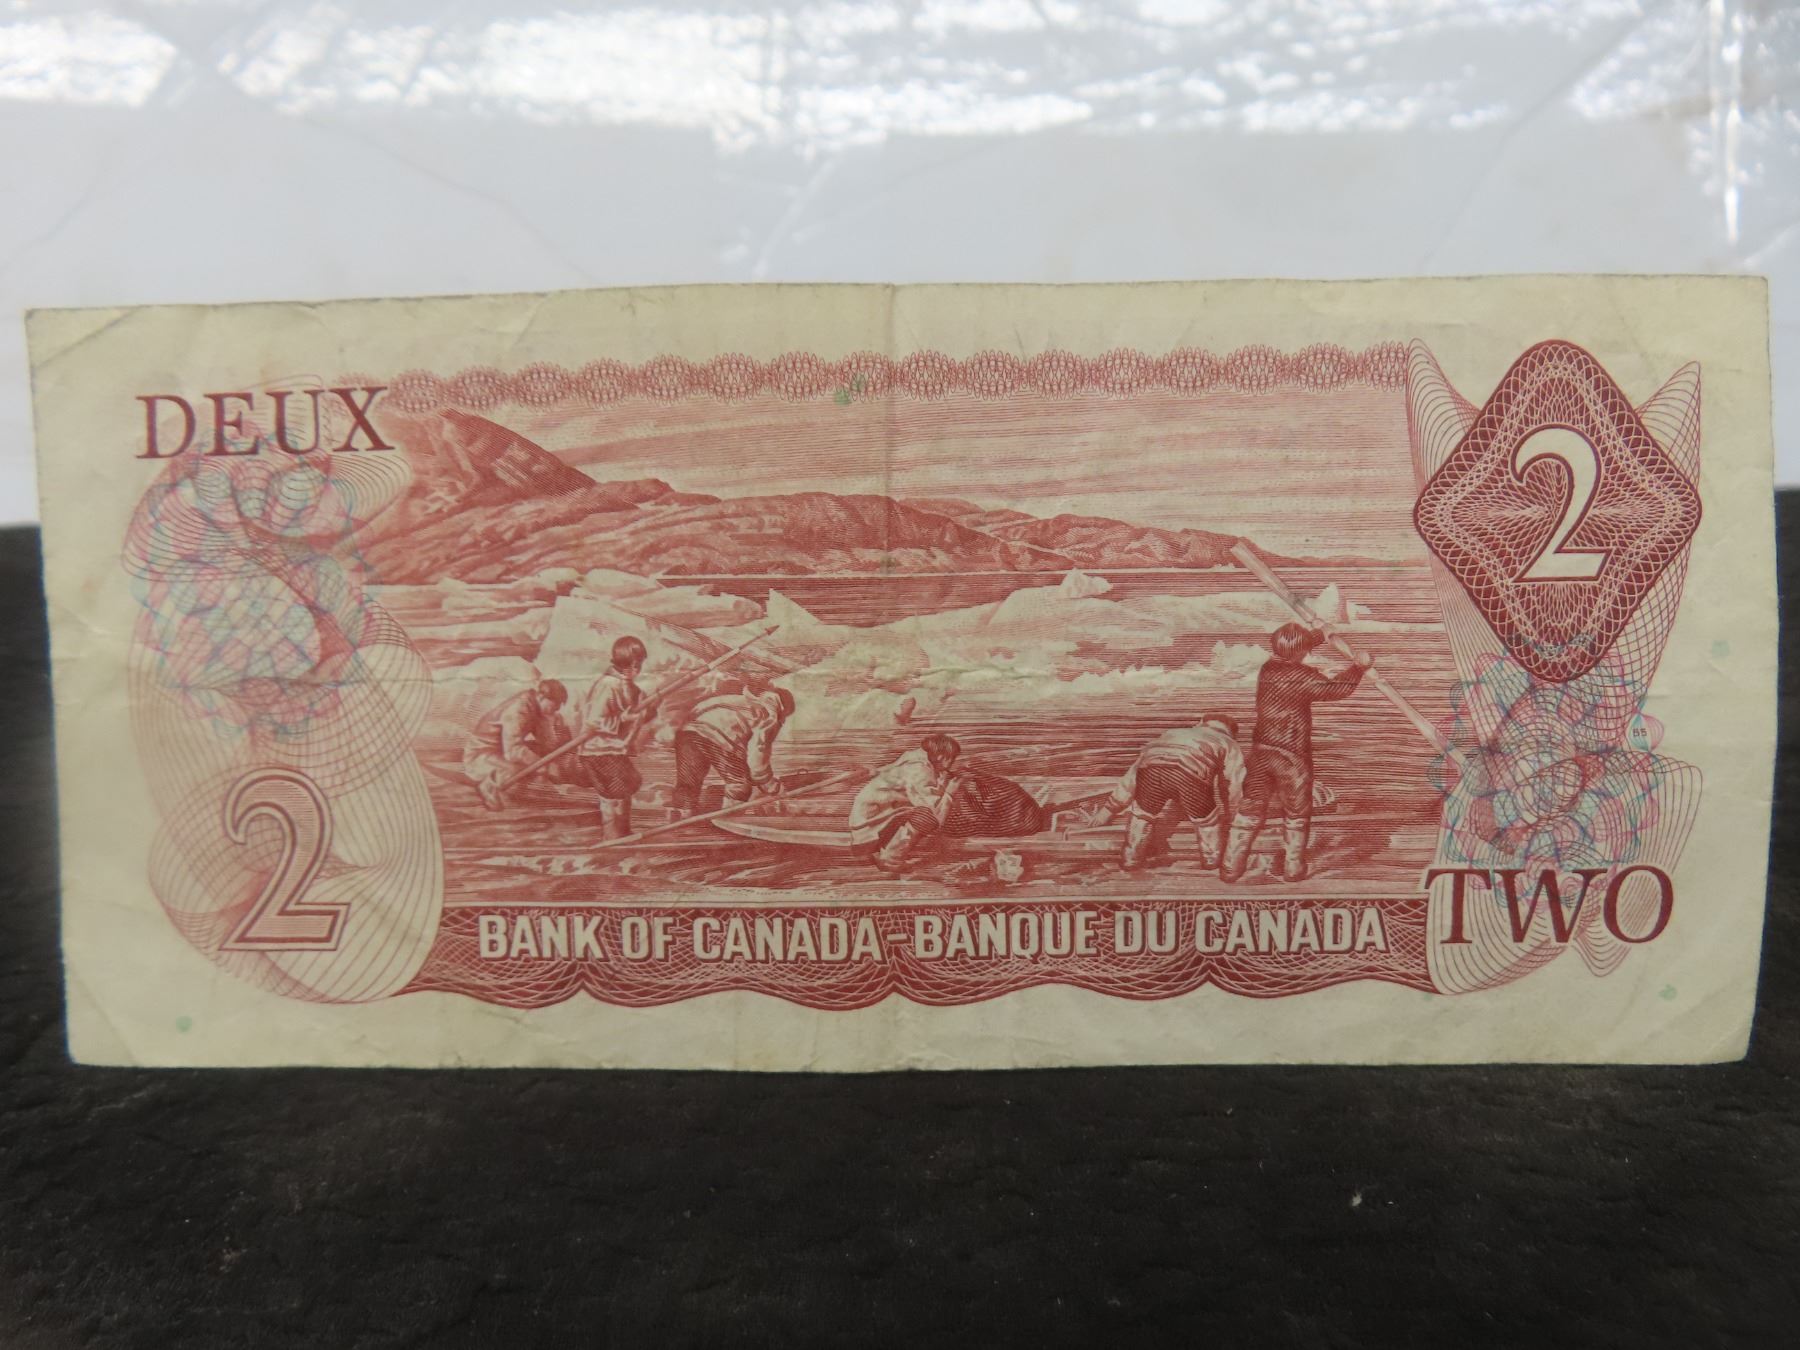 DEUX
2
2
BANK OF CANADA-BANQUE DU CANADA
TWO